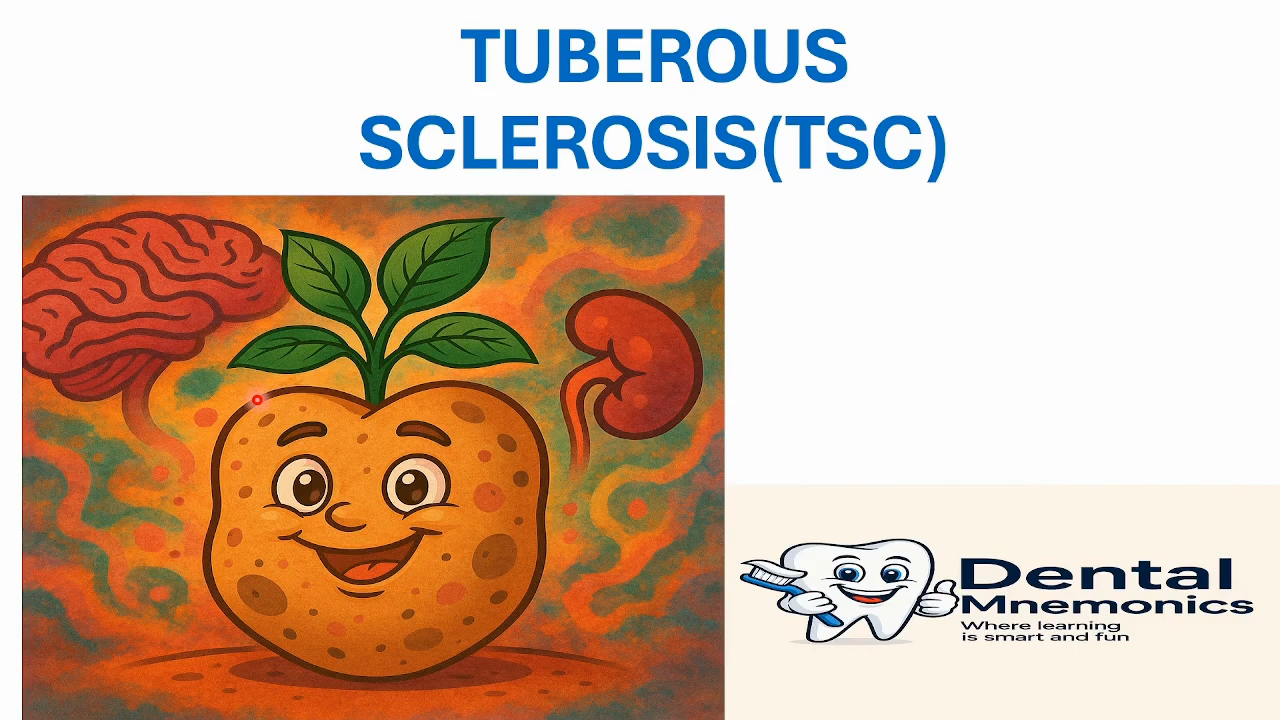 TUBEROUS
SCLEROSIS(TSC)
Dental
Mnemonics
Where learning
is smart and fun